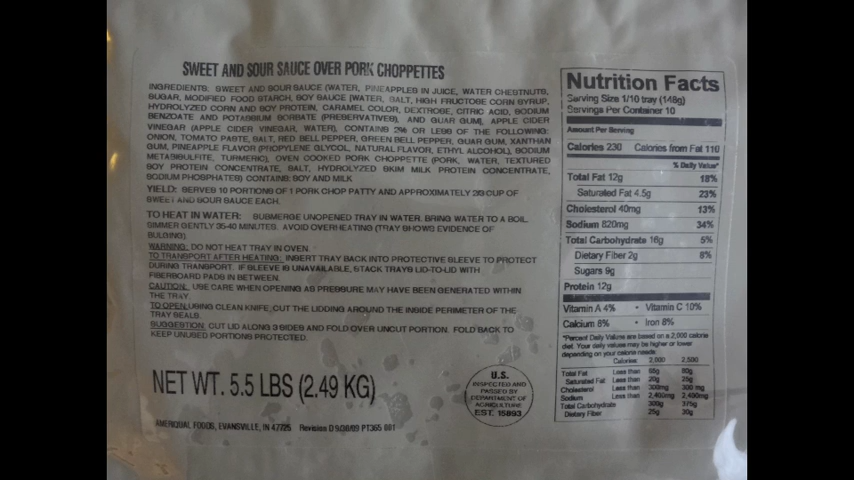 SWEET AND SOUR SAUCE OVER PORK CHOPPETTES
INGREDIENTS: SWEET AND SOUR SAUCE (WATER, PINEAPPLES IN JUICE, WATER CHESTNUTS,
SUGAR, MODIFIED FOOD STARCH, SOY SAUCE [WATER, SALT, HIGH FRUCTOSE CORN SYRUP,
HYDROLYZED CORN AND SOY PROTEIN, CARAMEL COLOR, DEXTROSE, CITRIC ACID, SODIUM
BENZOATE AND POTASSIUM SORBATE (PRESERVATIVES), AND GUAR GUM], APPLE CIDER
VINEGAR (APPLE CIDER VINEGAR, WATER), CONTAINS 2% OR LESS OF THE FOLLOWING:
ONION, TOMATO PASTE, SALT, RED BELL PEPPER, GREEN BELL PEPPER, GUAR GUM, XANTHAN
GUM, PINEAPPLE FLAVOR (PROPYLENE GLYCOL, NATURAL FLAVOR, ETHYL ALCOHOL), SODIUM
METABISULFITE, TURMERIC), OVEN COOKED PORK CHOPPETTE (PORK, WATER, TEXTURED
SOY PROTEIN CONCENTRATE, SALT, HYDROLYZED SKIM MILK PROTEIN CONCENTRATE,
SODIUM PHOSPHATES) CONTAINS: SOY AND MILK
YIELD: SERVES 10 PORTIONS OF 1 PORK CHOP PATTY AND APPROXIMATELY 2/3 CUP OF
SWEET AND SOUR SAUCE EACH.
TO HEAT IN WATER: SUBMERGE UNOPENED TRAY IN WATER. BRING WATER TO A BOIL.
SIMMER GENTLY 35-40 MINUTES. AVOID OVERHEATING (TRAY SHOWS EVIDENCE OF
BULGING).
WARNING: DO NOT HEAT TRAY IN OVEN.
TO TRANSPORT AFTER HEATING: INSERT TRAY BACK INTO PROTECTIVE SLEEVE TO PROTECT
DURING TRANSPORT. IF SLEEVE IS UNAVAILABLE, STACK TRAYS LID-TO-LID WITH
FIBERBOARD PADS IN BETWEEN.
CAUTION: USE CARE WHEN OPENING AS PRESSURE MAY HAVE BEEN GENERATED WITHIN
THE TRAY.
TO OPEN: USING CLEAN KNIFE, CUT THE LIDDING AROUND THE INSIDE PERIMETER OF THE
TRAY SEALS.
SUGGESTION: CUT LID ALONG 3 SIDES AND FOLD OVER UNCUT PORTION. FOLD BACK TO
KEEP UNUSED PORTIONS PROTECTED.
NET WT. 5.5 LBS (2.49 KG)
U.S.
INSPECTED AND
PASSED BY
DEPARTMENT OF
AGRICULTURE
EST. 15893
AMERIQUAL FOODS, EVANSVILLE, IN 47725 Revision D 9/30/09 PT365 081
Nutrition Facts
Serving Size 1/10 tray (148g)
Servings Per Container 10
Amount Per Serving
Calories 230 Calories from Fat 110
% Daily Value*
Total Fat 12g 18%
Saturated Fat 4.5g 23%
Cholesterol 40mg 13%
Sodium 820mg 34%
Total Carbohydrate 16g 5%
Dietary Fiber 2g 8%
Sugars 9g
Protein 12g
Vitamin A 4% • Vitamin C 10%
Calcium 8% • Iron 8%
*Percent Daily Values are based on a 2,000 calorie
diet. Your daily values may be higher or lower
depending on your calorie needs:
Calories: 2,000 2,500
Total Fat Less than 65g 80g
Saturated Fat Less than 20g 25g
Cholesterol Less than 300mg 300 mg
Sodium Less than 2,400mg 2,400mg
Total Carbohydrate 300g 375g
Dietary Fiber 25g 30g